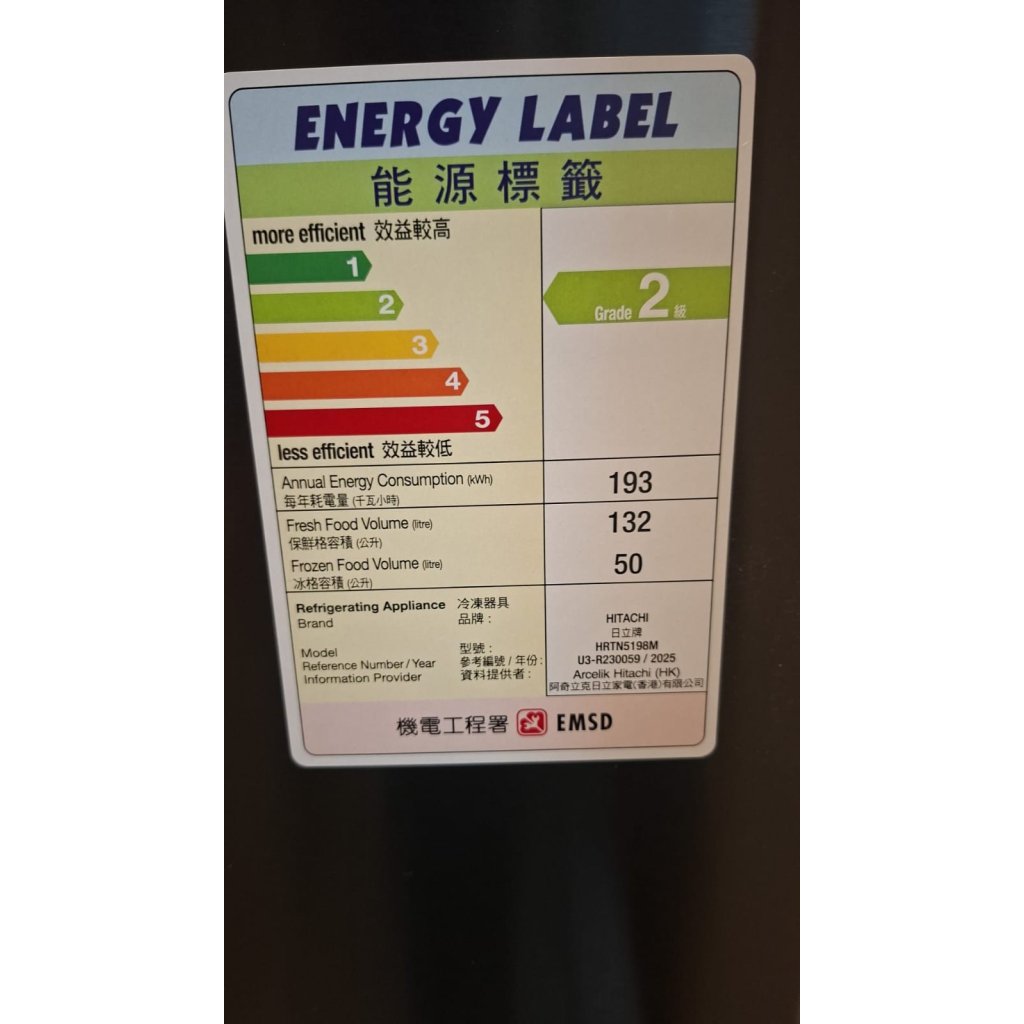 ENERGY LABEL
能源標籤
more efficient 效益較高
1
2
3
4
5
Grade 2 級
less efficient 效益較低
Annual Energy Consumption (kWh)
每年耗電量 (千瓦小時)
193
Fresh Food Volume (litre)
保鮮格容積 (公升)
132
Frozen Food Volume (litre)
冰格容積 (公升)
50
Refrigerating Appliance 冷凍器具
Brand 品牌 :
HITACHI
日立牌
Model 型號 :
HRTN5198M
Reference Number / Year 參考編號 / 年份 :
U3-R230059 / 2025
Information Provider 資料提供者 :
Arcelik Hitachi (HK)
阿奇立克日立家電(香港)有限公司
機電工程署 EMSD